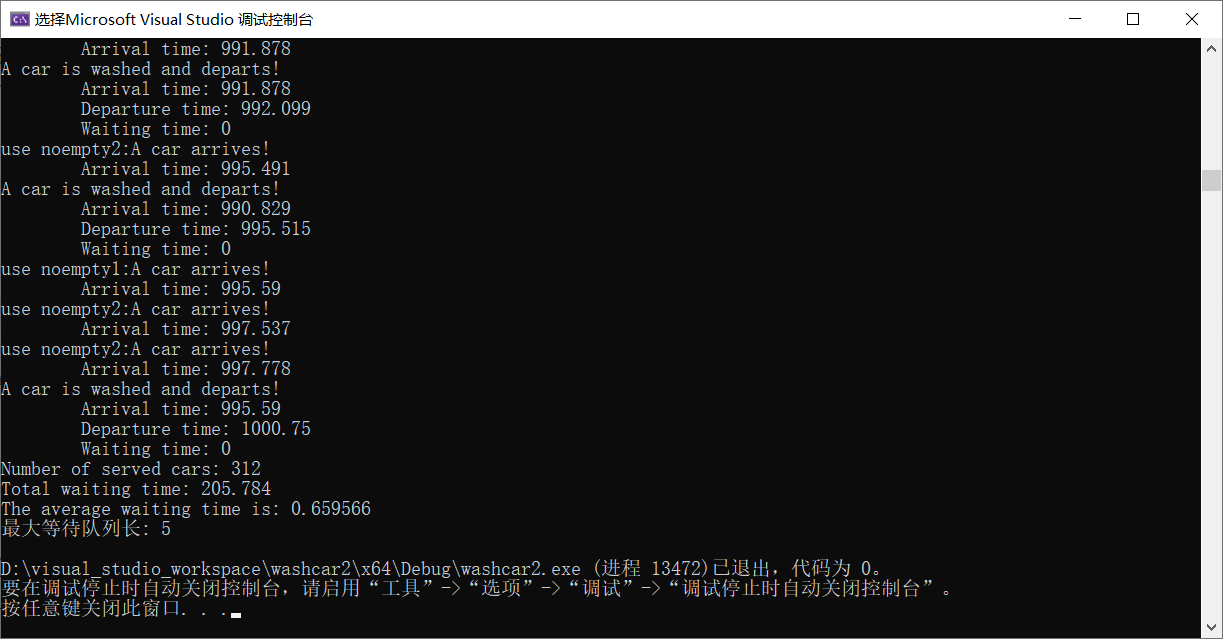 选择Microsoft Visual Studio 调试控制台
Arrival time: 991.878
A car is washed and departs!
Arrival time: 991.878
Departure time: 992.099
Waiting time: 0
use noempty2:A car arrives!
Arrival time: 995.491
A car is washed and departs!
Arrival time: 990.829
Departure time: 995.515
Waiting time: 0
use noempty1:A car arrives!
Arrival time: 995.59
use noempty2:A car arrives!
Arrival time: 997.537
use noempty2:A car arrives!
Arrival time: 997.778
A car is washed and departs!
Arrival time: 995.59
Departure time: 1000.75
Waiting time: 0
Number of served cars: 312
Total waiting time: 205.784
The average waiting time is: 0.659566
最大等待队列长: 5
D:\visual_studio_workspace\washcar2\x64\Debug\washcar2.exe (进程 13472)已退出，代码为 0。
要在调试停止时自动关闭控制台，请启用“工具”->“选项”->“调试”->“调试停止时自动关闭控制台”。
按任意键关闭此窗口. . .